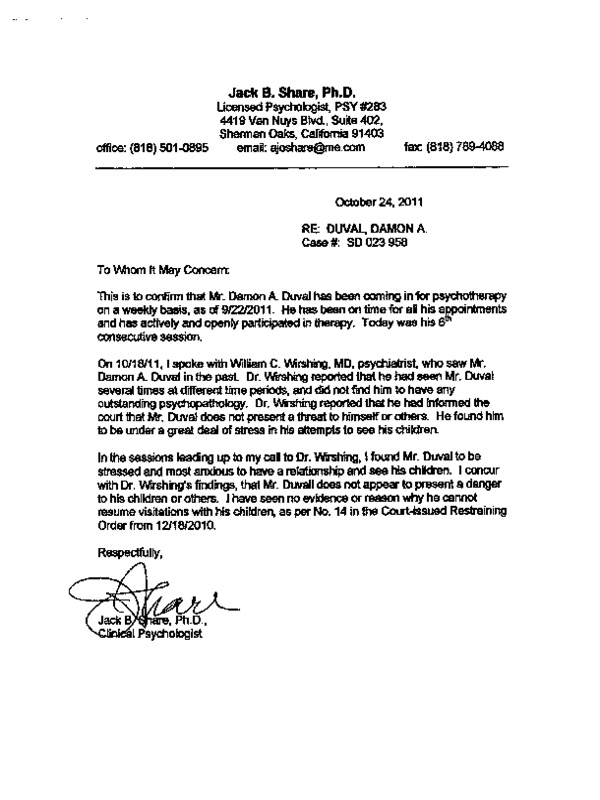 Jack B. Share, Ph.D.
Licensed Psychologist, PSY #283
4419 Van Nuys Blvd., Suite 402,
Sherman Oaks, California 91403
office: (818) 501-0895 email: ajoshare@me.com fax: (818) 789-4088
October 24, 2011
RE: DUVAL, DAMON A.
Case #: SD 023 958
To Whom It May Concern:
This is to confirm that Mr. Damon A. Duval has been coming in for psychotherapy
on a weekly basis, as of 9/22/2011. He has been on time for all his appointments
and has actively and openly participated in therapy. Today was his 6th
consecutive session.
On 10/18/11, I spoke with William C. Wirshing, MD, psychiatrist, who saw Mr.
Damon A. Duval in the past. Dr. Wirshing reported that he had seen Mr. Duval
several times at different time periods, and did not find him to have any
outstanding psychopathology. Dr. Wirshing reported that he had informed the
court that Mr. Duval does not present a threat to himself or others. He found him
to be under a great deal of stress in his attempts to see his children.
In the sessions leading up to my call to Dr. Wirshing, I found Mr. Duval to be
stressed and most anxious to have a relationship and see his children. I concur
with Dr. Wirshing's findings, that Mr. Duvall does not appear to present a danger
to his children or others. I have seen no evidence or reason why he cannot
resume visitations with his children, as per No. 14 in the Court-issued Restraining
Order from 12/18/2010.
Respectfully,
Share
Jack B. Share, Ph.D.,
Clinical Psychologist